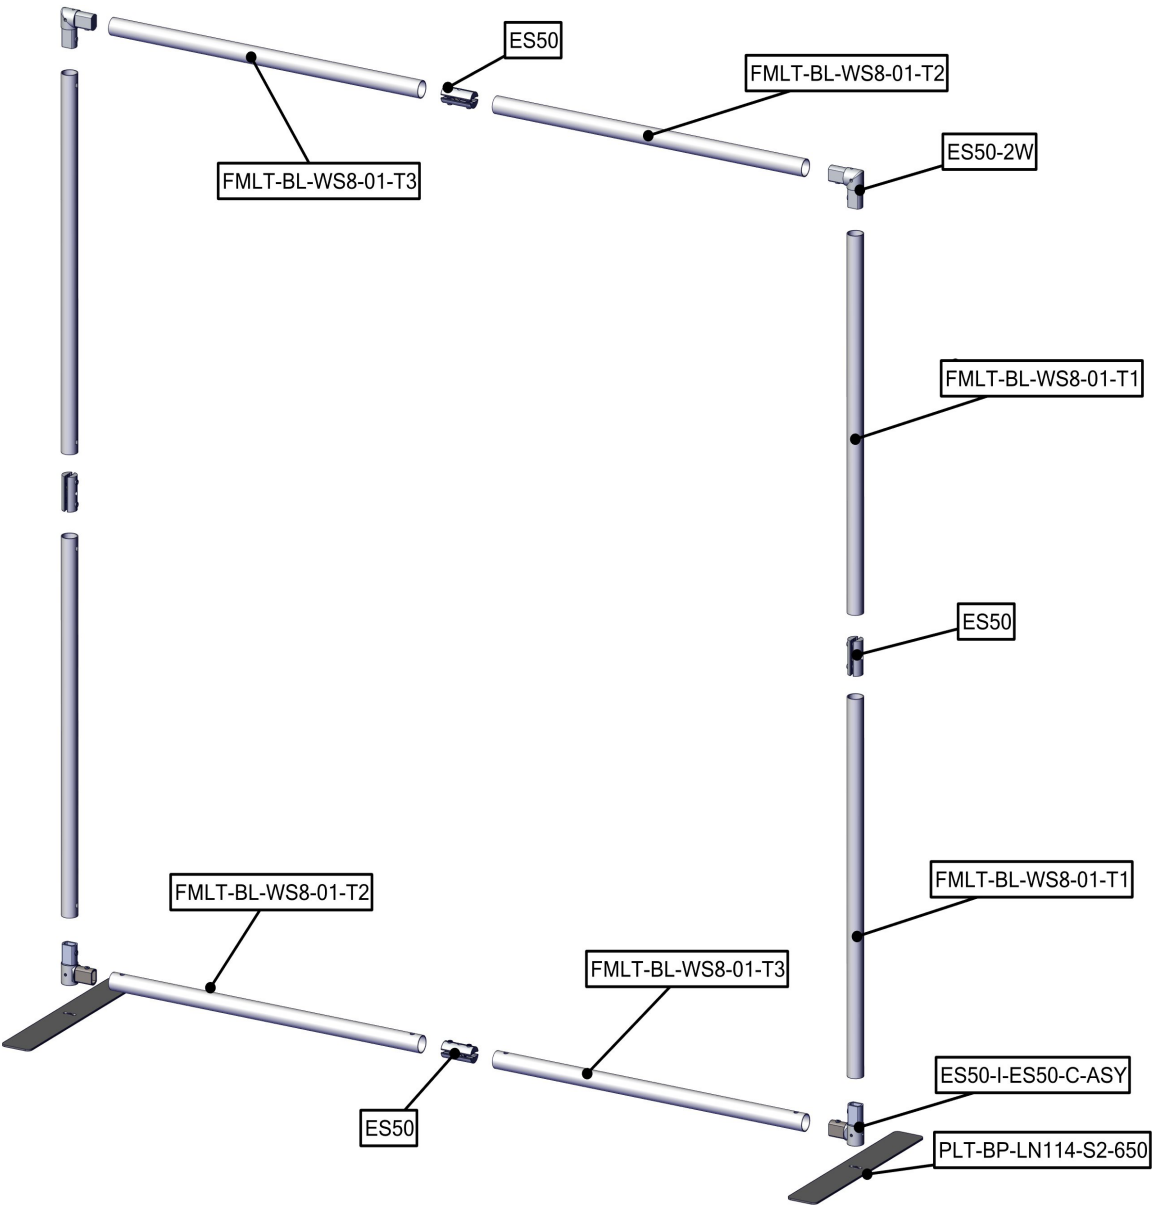 ES50
FMLT-BL-WS8-01-T2
ES50-2W
FMLT-BL-WS8-01-T3
FMLT-BL-WS8-01-T1
ES50
FMLT-BL-WS8-01-T1
FMLT-BL-WS8-01-T2
FMLT-BL-WS8-01-T3
ES50-I-ES50-C-ASY
ES50
PLT-BP-LN114-S2-650